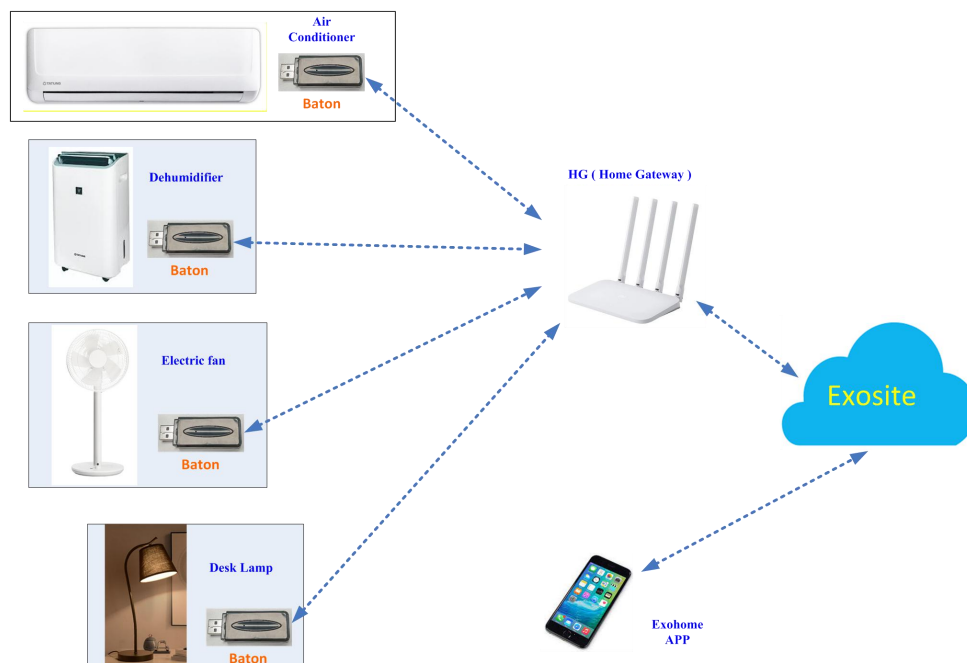 Air
Conditioner
Baton
Dehumidifier
Baton
HG ( Home Gateway )
Electric fan
Baton
Exosite
Desk Lamp
Baton
Exohome
APP